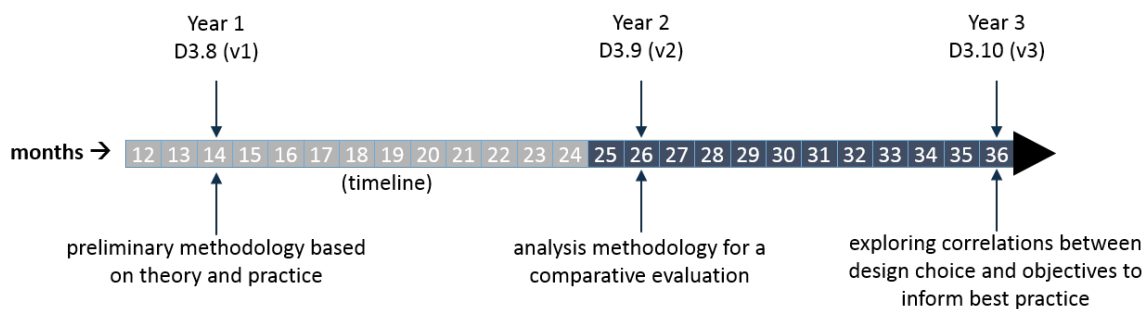 Year 1
D3.8 (v1)
Year 2
D3.9 (v2)
Year 3
D3.10 (v3)
months → 12 13 14 15 16 17 18 19 20 21 22 23 24 25 26 27 28 29 30 31 32 33 34 35 36
(timeline)
preliminary methodology based
on theory and practice
analysis methodology for a
comparative evaluation
exploring correlations between
design choice and objectives to
inform best practice